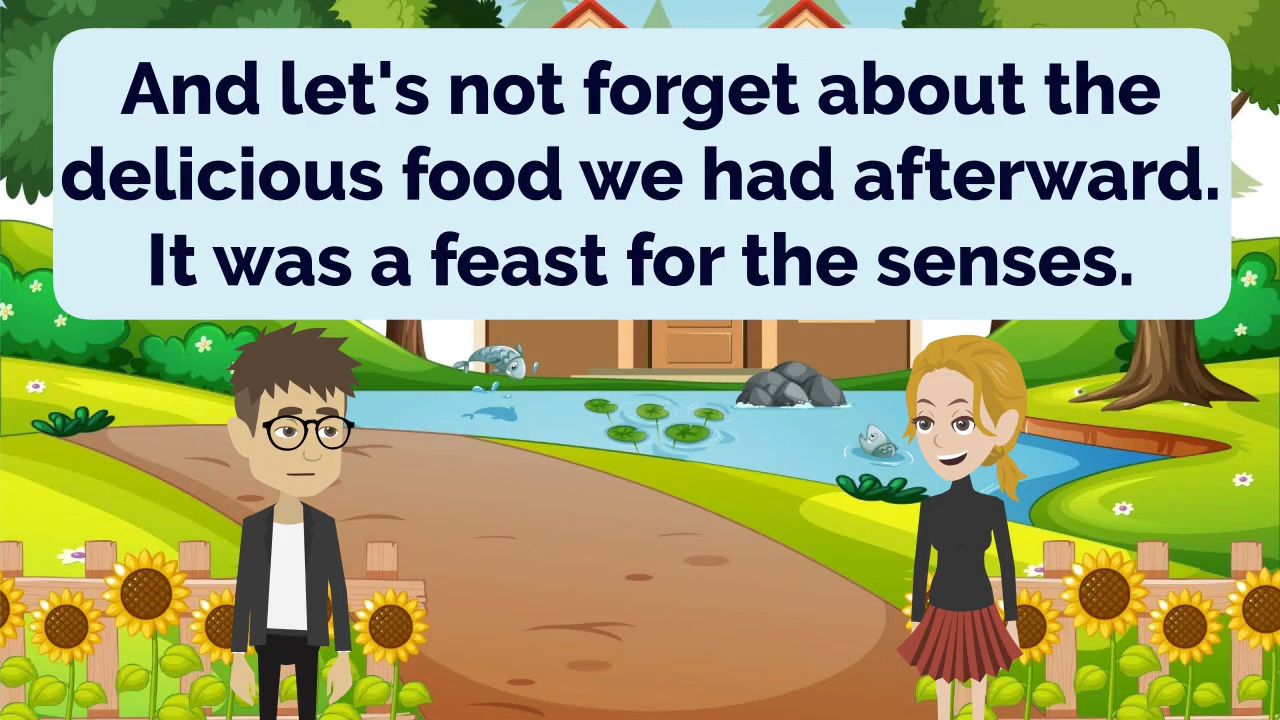 And let's not forget about the
delicious food we had afterward.
It was a feast for the senses.